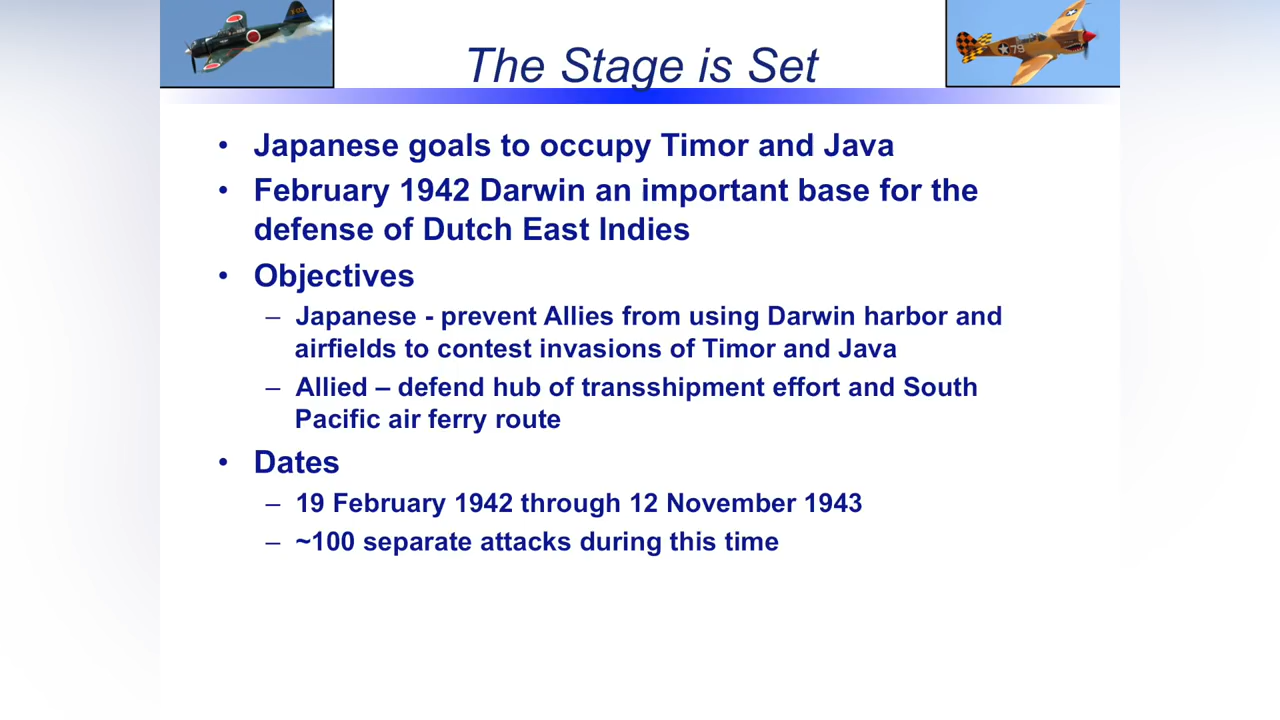 The Stage is Set
• Japanese goals to occupy Timor and Java
• February 1942 Darwin an important base for the
defense of Dutch East Indies
• Objectives
– Japanese - prevent Allies from using Darwin harbor and
airfields to contest invasions of Timor and Java
– Allied – defend hub of transshipment effort and South
Pacific air ferry route
• Dates
– 19 February 1942 through 12 November 1943
– ~100 separate attacks during this time
79